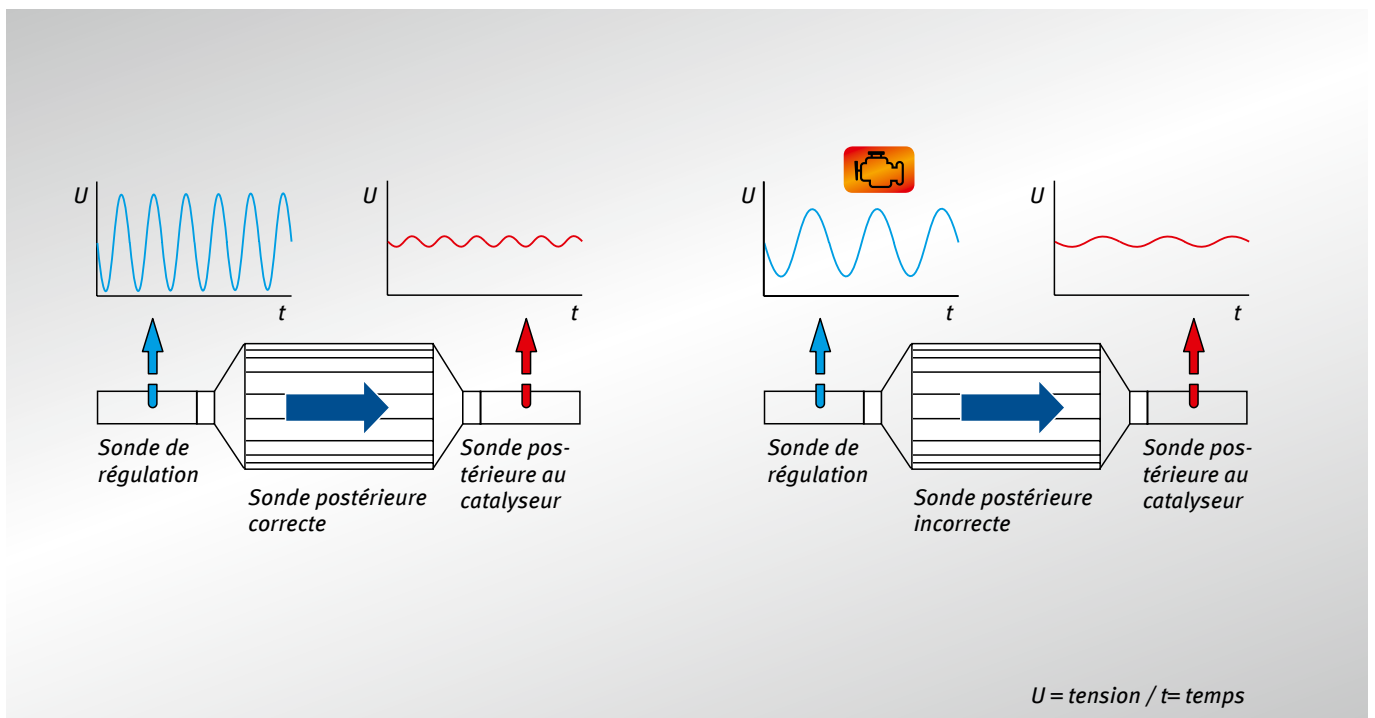 U
t
U
t
Sonde de
régulation
Sonde postérieure
correcte
Sonde pos-
térieure au
catalyseur
U
t
U
t
Sonde de
régulation
Sonde postérieure
incorrecte
Sonde pos-
térieure au
catalyseur
U = tension / t= temps